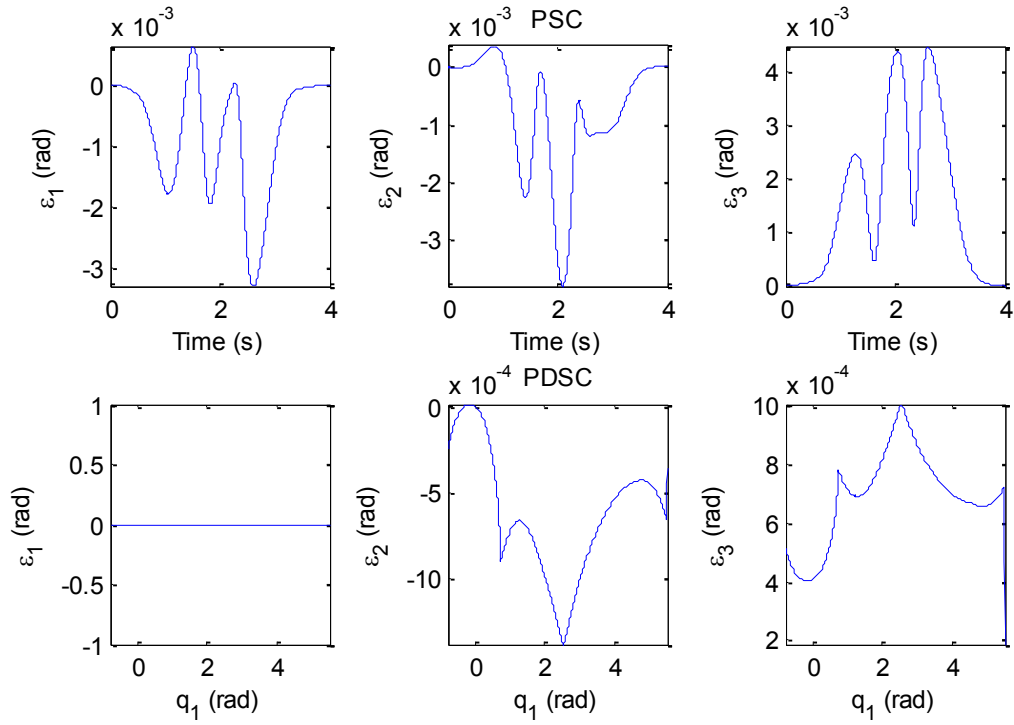 PSC
x 10⁻³
0
-1
-2
-3
0 2 4
ε₁ (rad)
Time (s)
x 10⁻³
0
-1
-2
-3
0 2 4
ε₂ (rad)
Time (s)
4
3
2
1
0
0 2 4
ε₃ (rad)
Time (s)
x 10⁻³
PDSC
1
0.5
0
-0.5
-1
0 2 4
ε₁ (rad)
q₁ (rad)
x 10⁻⁴
0
-5
-10
0 2 4
ε₂ (rad)
q₁ (rad)
x 10⁻⁴
10
8
6
4
2
0 2 4
ε₃ (rad)
q₁ (rad)